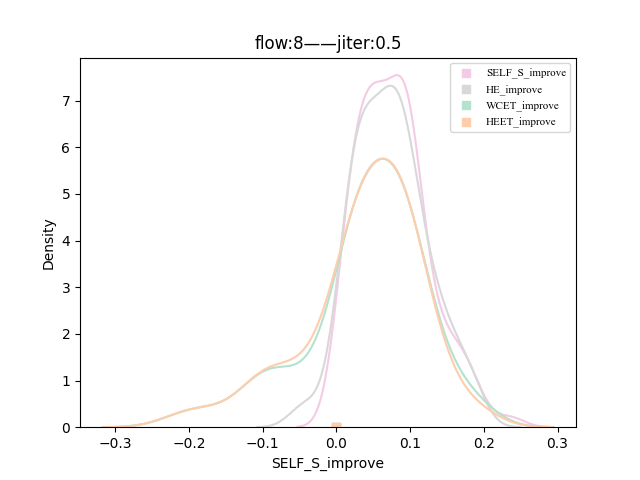 flow:8——jiter:0.5
SELF_S_improve
HE_improve
WCET_improve
HEET_improve
7
6
5
4
3
2
1
0
Density
−0.3 −0.2 −0.1 0.0 0.1 0.2 0.3
SELF_S_improve